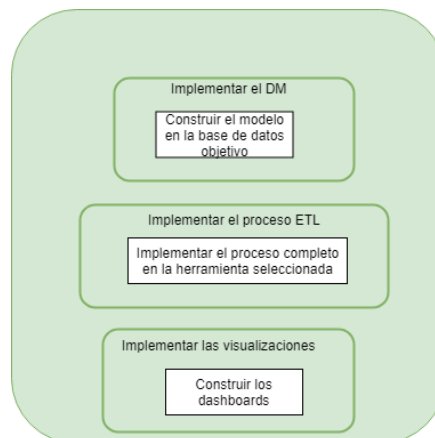 Implementar el DM
Construir el modelo
en la base de datos
objetivo
Implementar el proceso ETL
Implementar el proceso completo
en la herramienta seleccionada
Implementar las visualizaciones
Construir los
dashboards